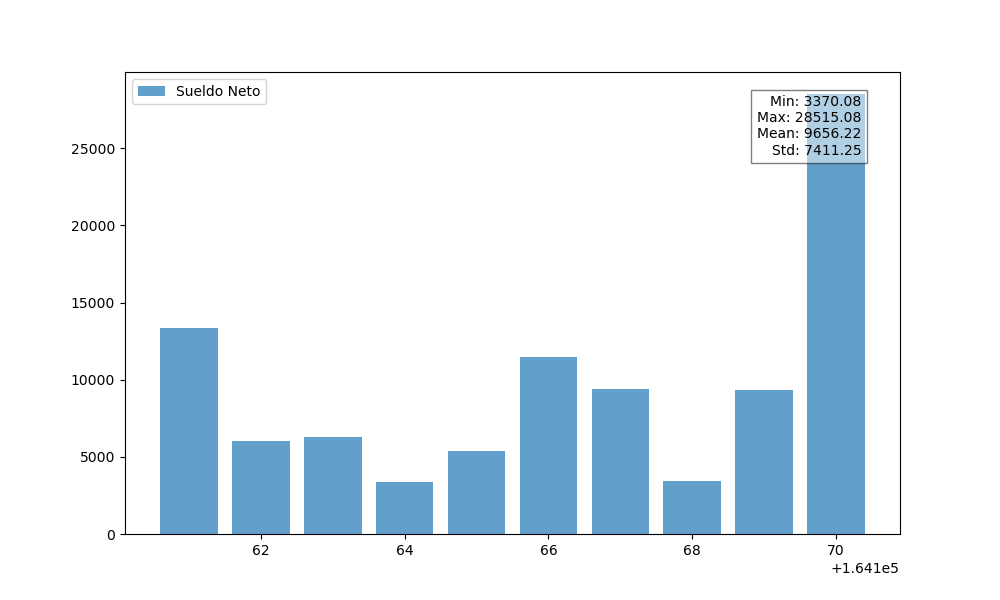 Sueldo Neto
Min: 3370.08
Max: 28515.08
Mean: 9656.22
Std: 7411.25
25000
20000
15000
10000
5000
0
62 64 66 68 70
+1.641e5